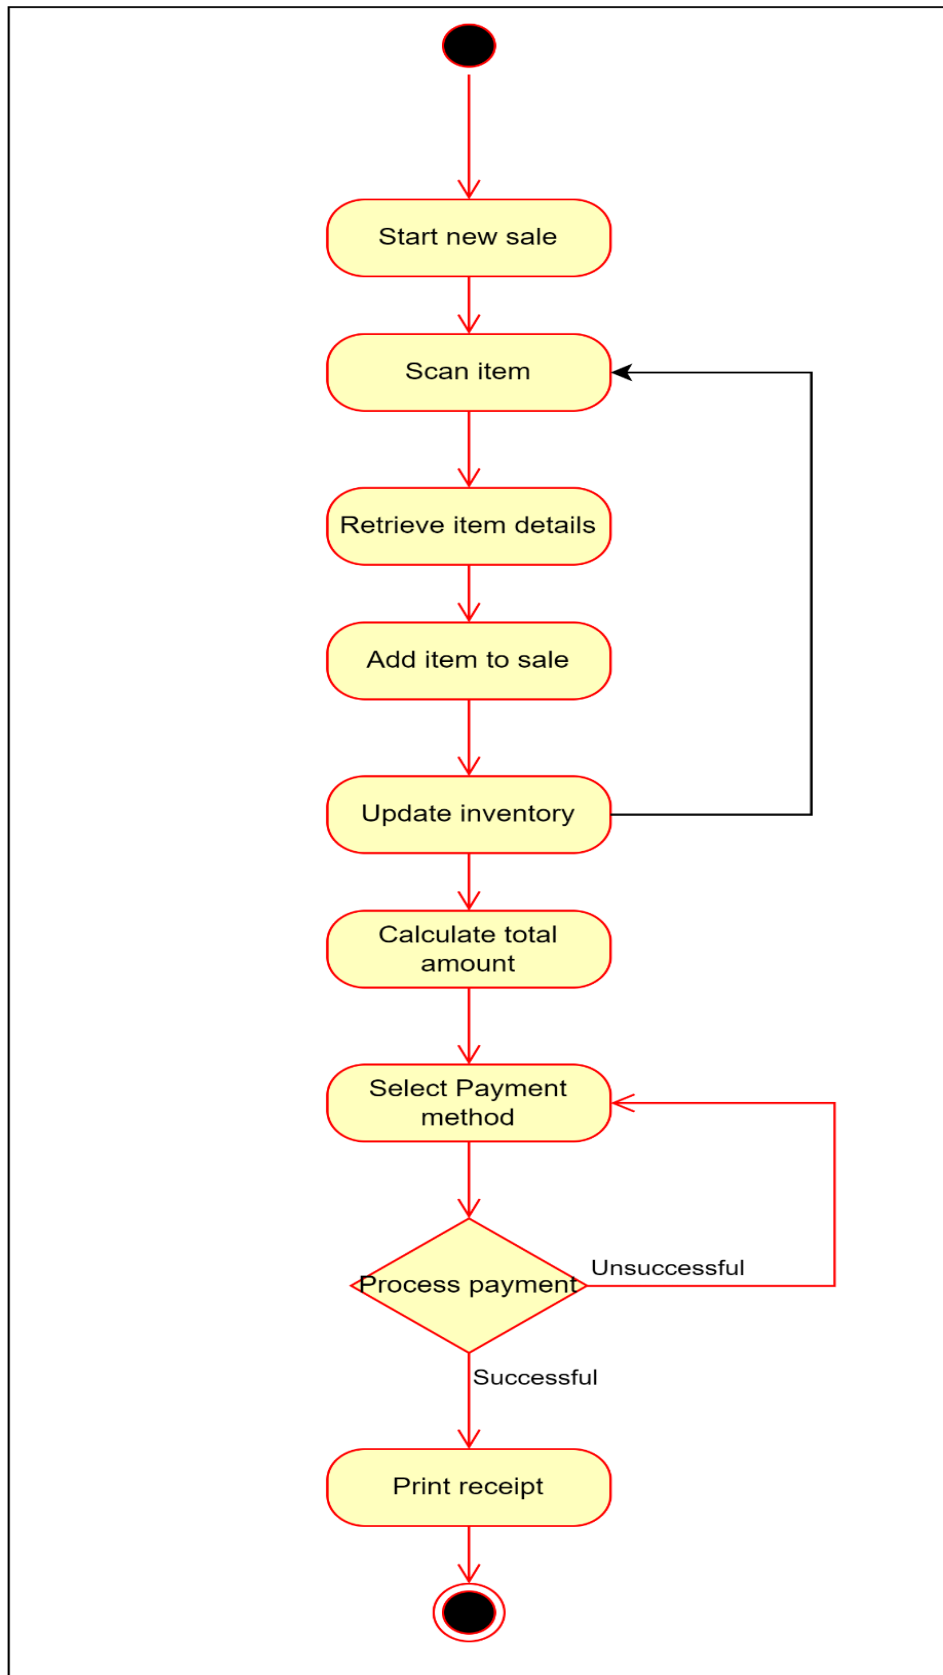 Start new sale
Scan item
Retrieve item details
Add item to sale
Update inventory
Calculate total
amount
Select Payment
method
Process payment
Unsuccessful
Successful
Print receipt